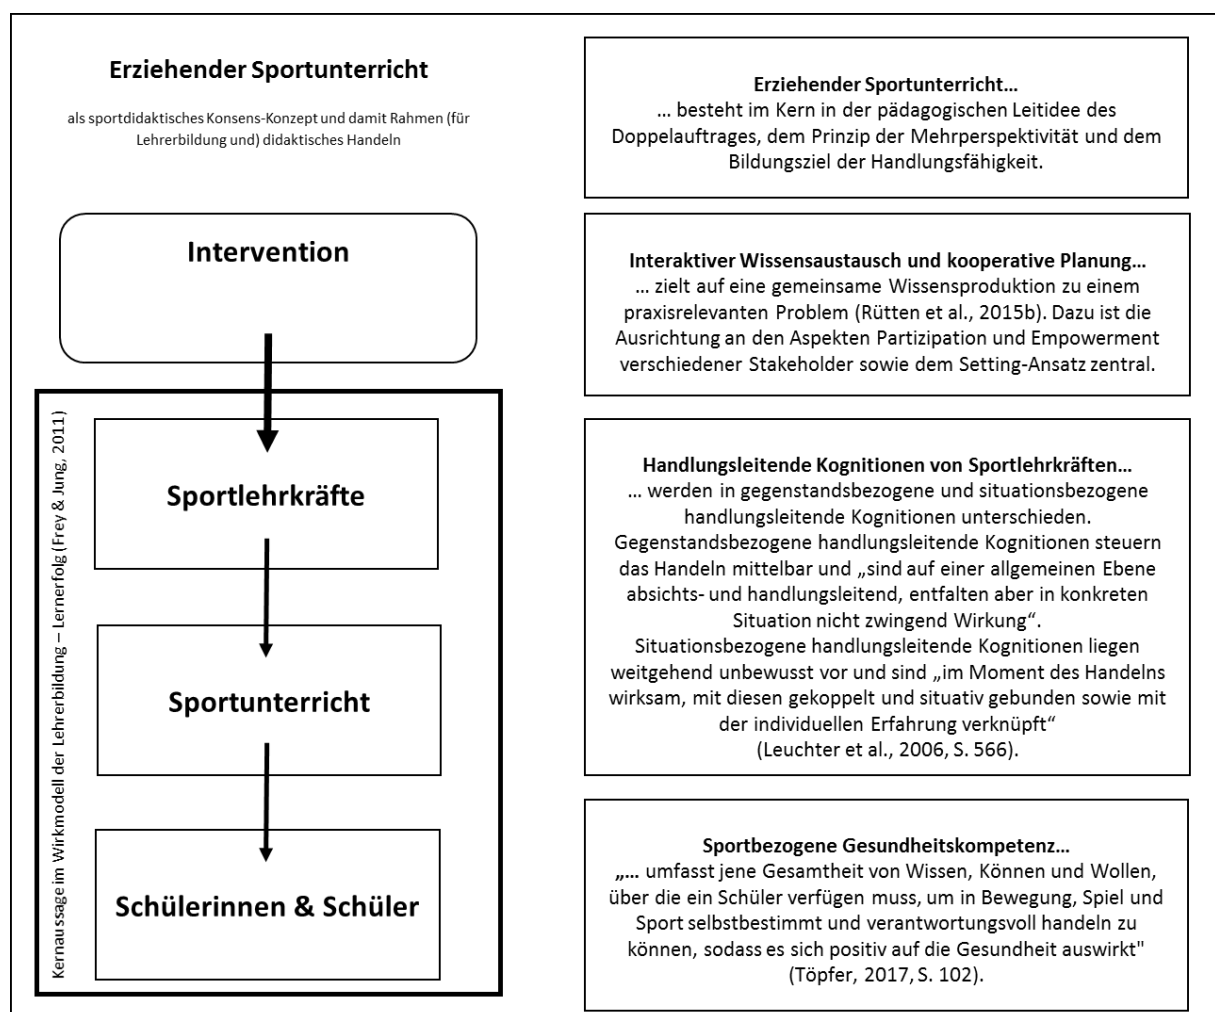 Erziehender Sportunterricht
als sportdidaktisches Konsens-Konzept und damit Rahmen (für
Lehrerbildung und) didaktisches Handeln
Intervention
Kernaussage im Wirkmodell der Lehrerbildung – Lernerfolg (Frey & Jung, 2011)
Sportlehrkräfte
Sportunterricht
Schülerinnen & Schüler
Erziehender Sportunterricht...
... besteht im Kern in der pädagogischen Leitidee des
Doppelauftrages, dem Prinzip der Mehrperspektivität und dem
Bildungsziel der Handlungsfähigkeit.
Interaktiver Wissensaustausch und kooperative Planung...
... zielt auf eine gemeinsame Wissensproduktion zu einem
praxisrelevanten Problem (Rütten et al., 2015b). Dazu ist die
Ausrichtung an den Aspekten Partizipation und Empowerment
verschiedener Stakeholder sowie dem Setting-Ansatz zentral.
Handlungsleitende Kognitionen von Sportlehrkräften...
... werden in gegenstandsbezogene und situationsbezogene
handlungsleitende Kognitionen unterschieden.
Gegenstandsbezogene handlungsleitende Kognitionen steuern
das Handeln mittelbar und „sind auf einer allgemeinen Ebene
absichts- und handlungsleitend, entfalten aber in konkreten
Situation nicht zwingend Wirkung“.
Situationsbezogene handlungsleitende Kognitionen liegen
weitgehend unbewusst vor und sind „im Moment des Handelns
wirksam, mit diesen gekoppelt und situativ gebunden sowie mit
der individuellen Erfahrung verknüpft“
(Leuchter et al., 2006, S. 566).
Sportbezogene Gesundheitskompetenz...
„... umfasst jene Gesamtheit von Wissen, Können und Wollen,
über die ein Schüler verfügen muss, um in Bewegung, Spiel und
Sport selbstbestimmt und verantwortungsvoll handeln zu
können, sodass es sich positiv auf die Gesundheit auswirkt"
(Töpfer, 2017, S. 102).